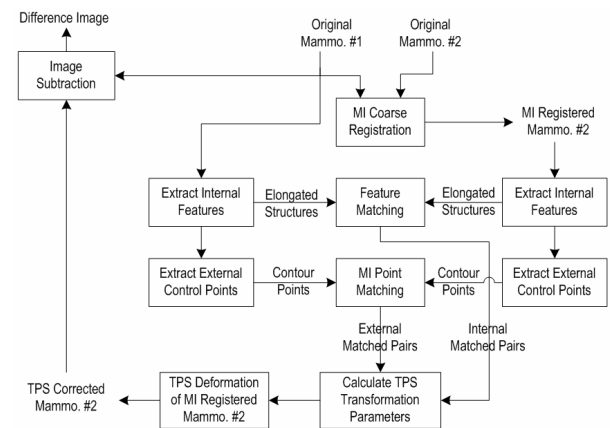 Difference Image
Original
Mammo. #1
Original
Mammo. #2
Image
Subtraction
MI Coarse
Registration
MI Registered
Mammo. #2
Extract Internal
Features
Elongated
Structures
Feature
Matching
Elongated
Structures
Extract Internal
Features
Extract External
Control Points
Contour
Points
MI Point
Matching
Contour
Points
Extract External
Control Points
External
Matched Pairs
Internal
Matched Pairs
TPS Corrected
Mammo. #2
TPS Deformation
of MI Registered
Mammo. #2
Calculate TPS
Transformation
Parameters